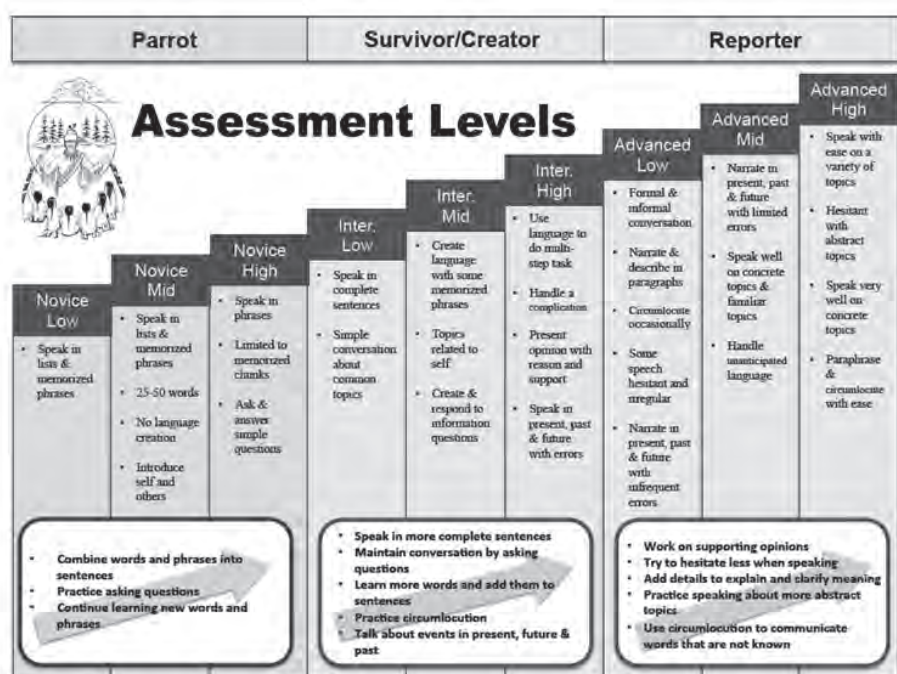 Parrot
Survivor/Creator
Reporter
Assessment Levels
Novice
Low
• Speak in
lists &
memorized
phrases
Novice
Mid
• Speak in
lists &
memorized
phrases
• 25-50 words
• No language
creation
• Introduce
self and
others
Novice
High
• Speak in
phrases
• Limited to
memorized
chunks
• Ask &
answer
simple
questions
Inter.
Low
• Speak in
complete
sentences
• Simple
conversation
about
common
topics
Inter.
Mid
• Create
language
with some
memorized
phrases
• Topics
related to
self
• Create &
respond to
information
questions
Inter.
High
• Use
language to
do multi-
step task
• Handle a
complication
• Present
opinion with
reason and
support
• Speak in
present, past
& future
with errors
Advanced
Low
• Formal &
informal
conversation
• Narrate &
describe in
paragraphs
• Circumlocute
occasionally
• Some
speech
hesitant and
irregular
• Narrate in
present, past
& future
with
infrequent
errors
Advanced
Mid
• Narrate in
present, past
& future
with limited
errors
• Speak well
on concrete
topics &
familiar
topics
• Handle
unanticipated
language
Advanced
High
• Speak with
ease on a
variety of
topics
• Hesitant
with
abstract
topics
• Speak very
well on
concrete
topics
• Paraphrase
&
circumlocute
with ease
• Combine words and phrases into
sentences
• Practice asking questions
• Continue learning new words and
phrases
• Speak in more complete sentences
• Maintain conversation by asking
questions
• Learn more words and add them to
sentences
• Practice circumlocution
• Talk about events in present, future &
past
• Work on supporting opinions
• Try to hesitate less when speaking
• Add details to explain and clarify meaning
• Practice speaking about more abstract
topics
• Use circumlocution to communicate
words that are not known